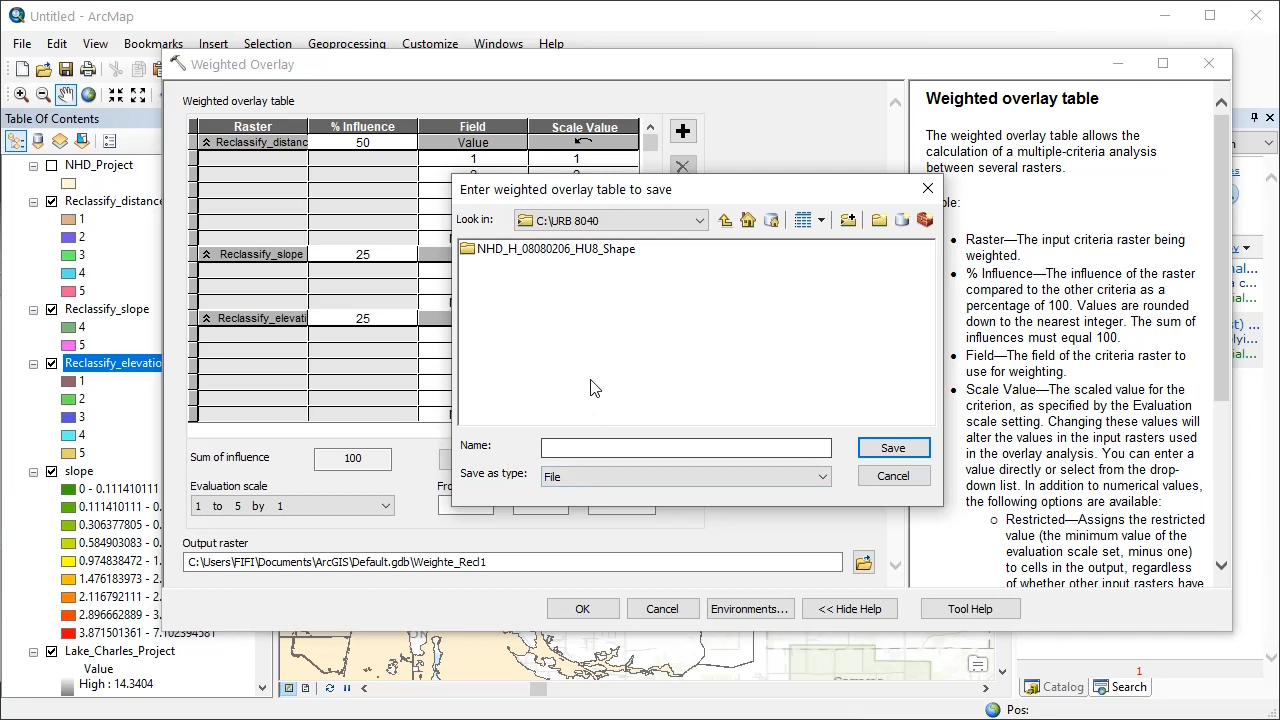 Untitled - ArcMap
File Edit View Bookmarks Insert Selection Geoprocessing Customize Windows Help
Weighted Overlay
Table Of Contents
NHD_Project
Reclassify_distance
1
2
3
4
5
Reclassify_slope
4
5
Reclassify_elevatio
1
2
3
4
5
slope
0 - 0.111410111
0.111410111 -
0.306377805 -
0.584903083 -
0.974838472 -
1.476183973 -
2.116792111 -
2.896662889 -
3.871501361 - 7.102394581
Lake_Charles_Project
Value
High : 14.3404
Weighted overlay table
Raster % Influence Field Scale Value
Reclassify_distanc 50 Value
1 1
Reclassify_slope 25
Reclassify_elevati 25
Sum of influence 100
Evaluation scale
1 to 5 by 1
Output raster
C:\Users\FIFI\Documents\ArcGIS\Default.gdb\Weighte_Recl1
OK Cancel Environments... << Hide Help Tool Help
Enter weighted overlay table to save
Look in: C:\URB 8040
NHD_H_08080206_HU8_Shape
Name:
Save
Save as type: File
Cancel
Weighted overlay table
The weighted overlay table allows the
calculation of a multiple-criteria analysis
between several rasters.
Raster—The input criteria raster being
weighted.
% Influence—The influence of the raster
compared to the other criteria as a
percentage of 100. Values are rounded
down to the nearest integer. The sum of
influences must equal 100.
Field—The field of the criteria raster to
use for weighting.
Scale Value—The scaled value for the
criterion, as specified by the Evaluation
scale setting. Changing these values will
alter the values in the input rasters used
in the overlay analysis. You can enter a
value directly or select from the drop-
down list. In addition to numerical values,
the following options are available:
Restricted—Assigns the restricted
value (the minimum value of the
evaluation scale set, minus one)
to cells in the output, regardless
of whether other input rasters have
1
Catalog Search
Pos: